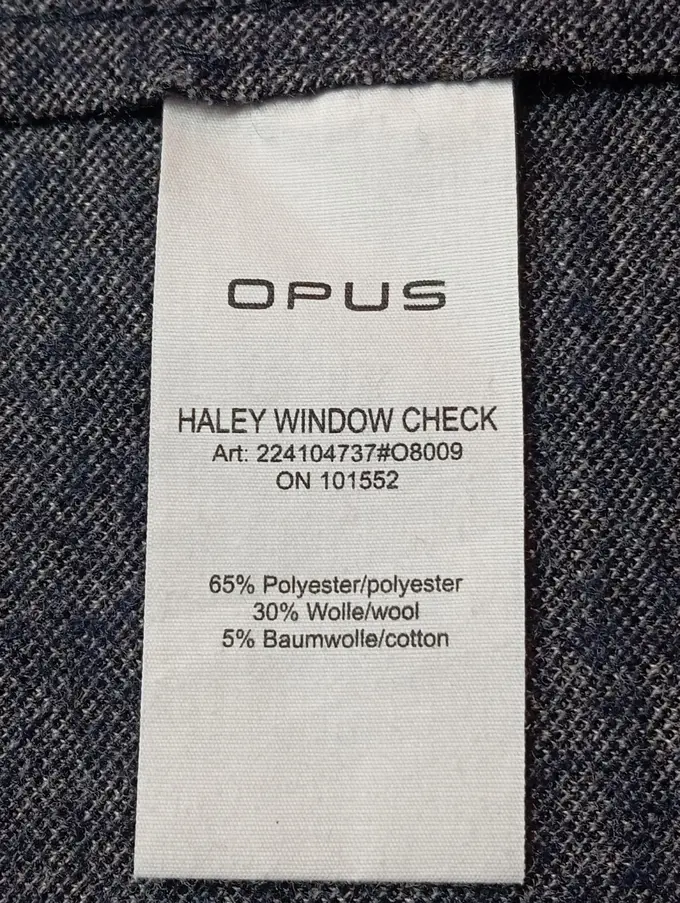 OPUS
HALEY WINDOW CHECK
Art: 224104737#O8009
ON 101552
65% Polyester/polyester
30% Wolle/wool
5% Baumwolle/cotton